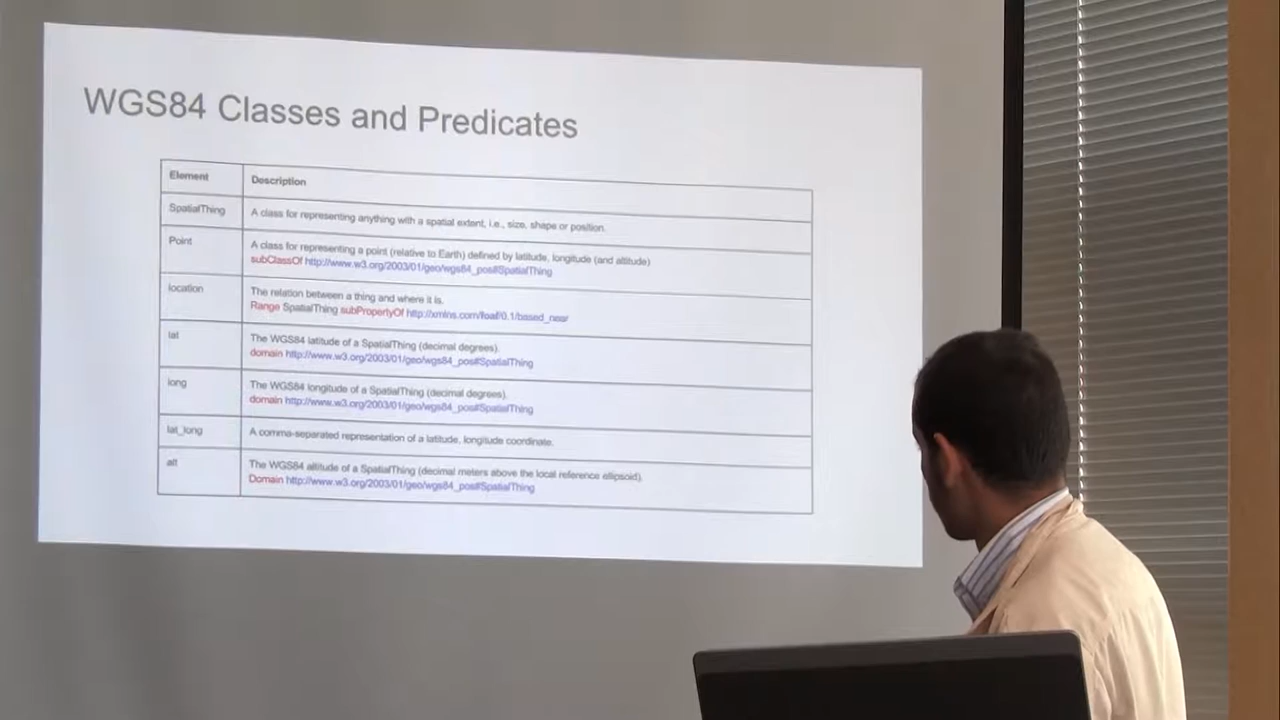 WGS84 Classes and Predicates
Element Description
SpatialThing A class for representing anything with a spatial extent, i.e., size, shape or position.
Point A class for representing a point (relative to Earth) defined by latitude, longitude (and altitude)
subClassOf http://www.w3.org/2003/01/geo/wgs84_pos#SpatialThing
location The relation between a thing and where it is.
Range SpatialThing subPropertyOf http://xmlns.com/foaf/0.1/based_near
lat The WGS84 latitude of a SpatialThing (decimal degrees).
domain http://www.w3.org/2003/01/geo/wgs84_pos#SpatialThing
long The WGS84 longitude of a SpatialThing (decimal degrees).
domain http://www.w3.org/2003/01/geo/wgs84_pos#SpatialThing
lat_long A comma-separated representation of a latitude, longitude coordinate.
alt The WGS84 altitude of a SpatialThing (decimal meters above the local reference ellipsoid).
Domain http://www.w3.org/2003/01/geo/wgs84_pos#SpatialThing